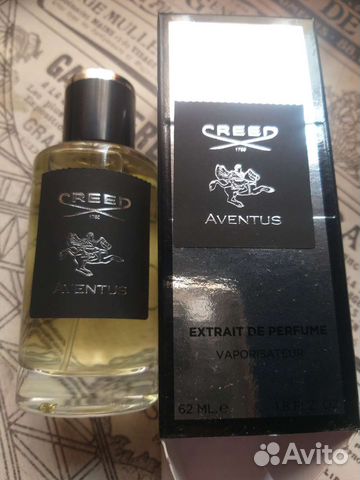 CREED
1760
AVENTUS
CREED
1760
AVENTUS
EXTRAIT DE PERFUME
VAPORISATEUR
62 ML.e
Avito